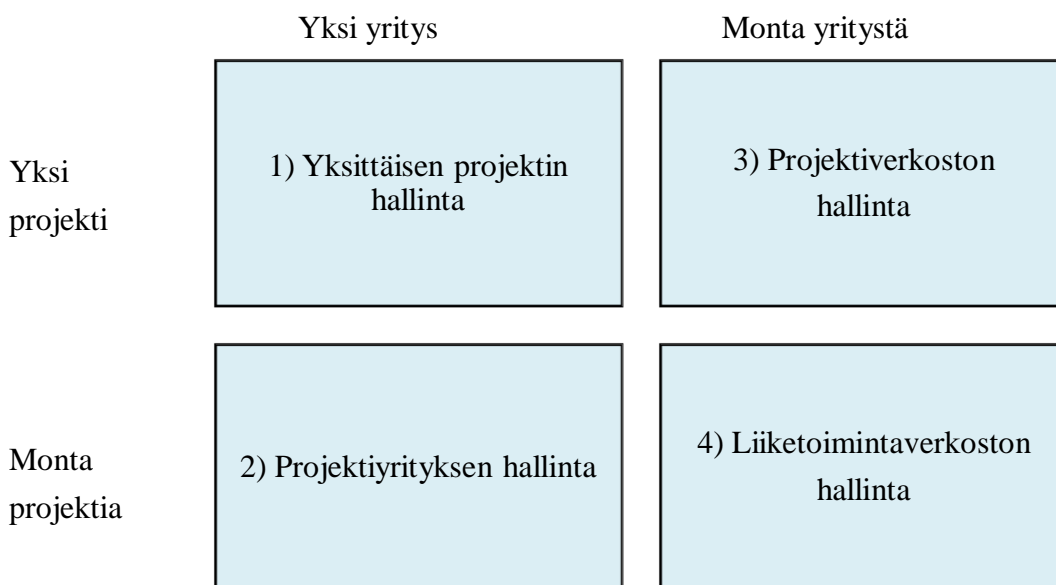 Yksi yritys
Monta yritystä
Yksi
projekti
1) Yksittäisen projektin
hallinta
3) Projektiverkoston
hallinta
Monta
projektia
2) Projektiyrityksen hallinta
4) Liiketoimintaverkoston
hallinta